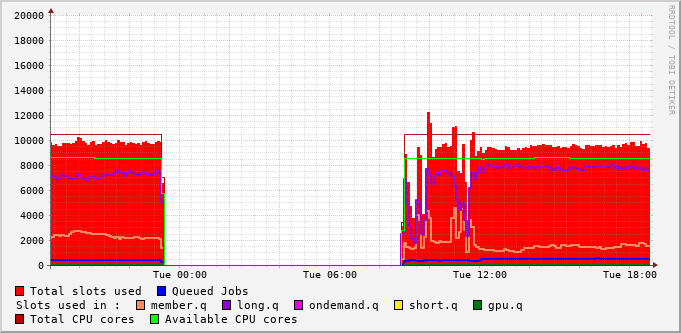 20000
18000
16000
14000
12000
10000
8000
6000
4000
2000
0
Tue 00:00 Tue 06:00 Tue 12:00 Tue 18:00
RRDTOOL / TOBI OETIKER
Total slots used Queued Jobs
Slots used in : member.q long.q ondemand.q short.q gpu.q
Total CPU cores Available CPU cores